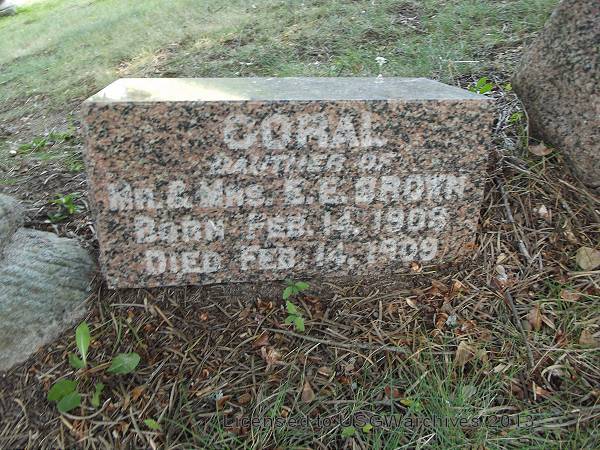 CORAL
DAUTHER OF
MR. & MRS. E. E. BROWN
BORN FEB. 14, 1909
DIED FEB. 14, 1909
Licensed to USGWarchives 2013